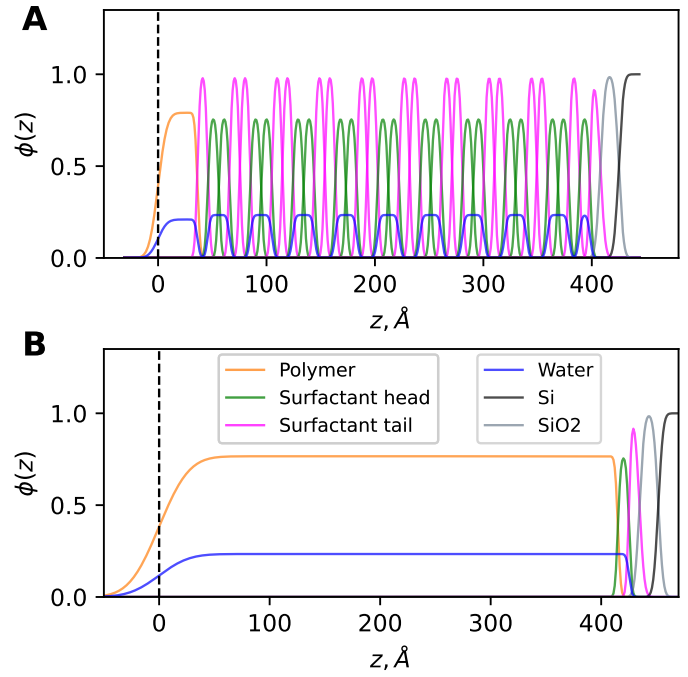 A
1.0
0.5
0.0
ϕ(z)
0
100
200
300
400
z, Å
B
Polymer
Surfactant head
Surfactant tail
Water
Si
SiO2
1.0
0.5
0.0
ϕ(z)
0
100
200
300
400
z, Å